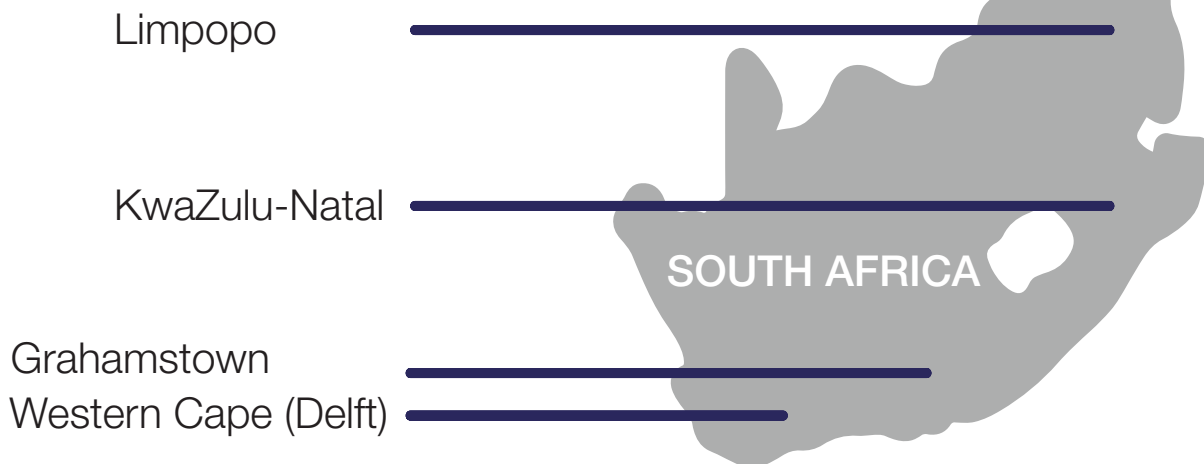 Limpopo
KwaZulu-Natal
SOUTH AFRICA
Grahamstown
Western Cape (Delft)